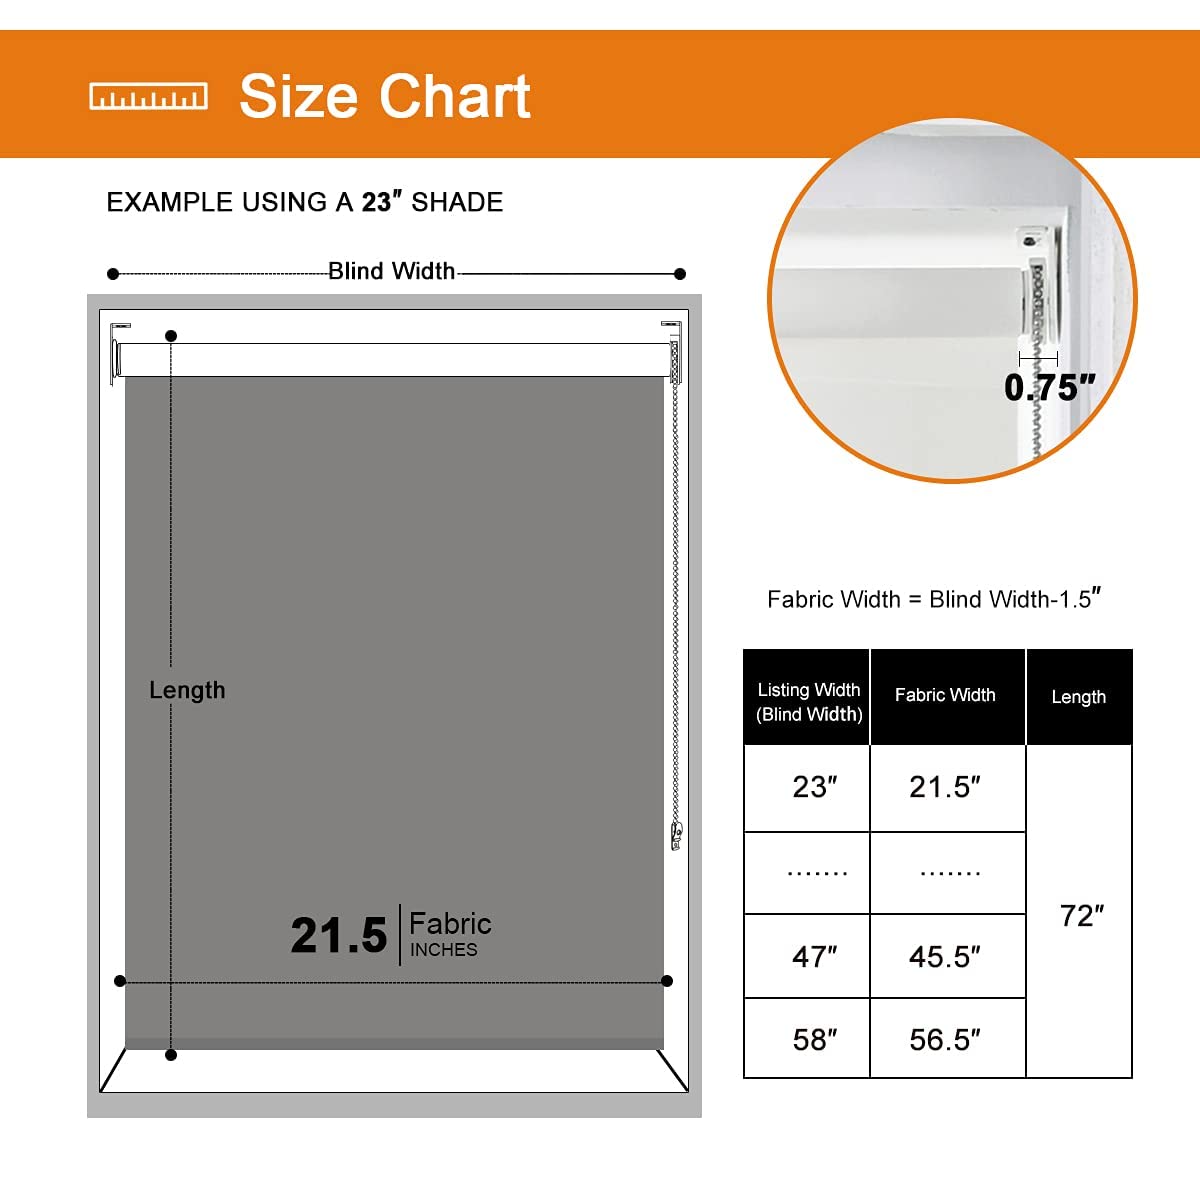 Size Chart
EXAMPLE USING A 23" SHADE
Blind Width
0.75"
Length
21.5 Fabric
INCHES
Fabric Width = Blind Width-1.5"
Listing Width
(Blind Width)
Fabric Width
Length
23" 21.5"
....... .......
72"
47" 45.5"
58" 56.5"